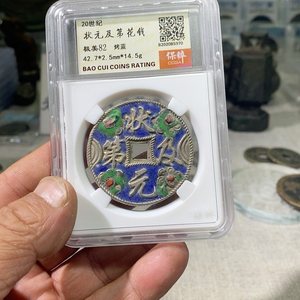 20世纪
状元及第花钱
极美82 烤蓝
42.7*2.5mm*14.5g
BAO CUI COINS RATING
保粹
状元及第